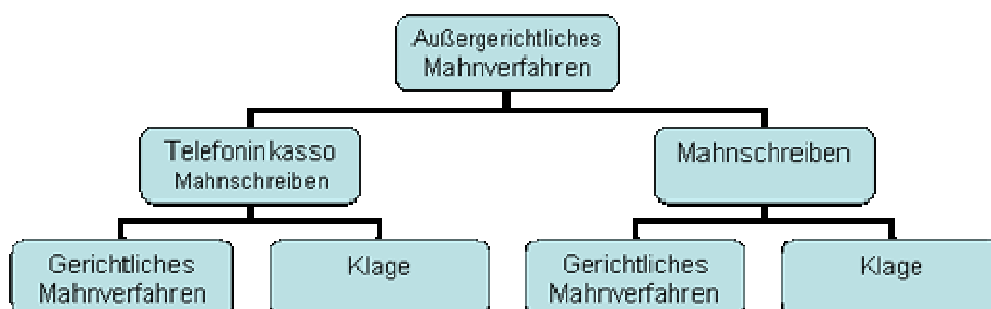 Außergerichtliches
Mahnverfahren
Telefoninkasso
Mahnschreiben
Mahnschreiben
Gerichtliches
Mahnverfahren
Klage
Gerichtliches
Mahnverfahren
Klage